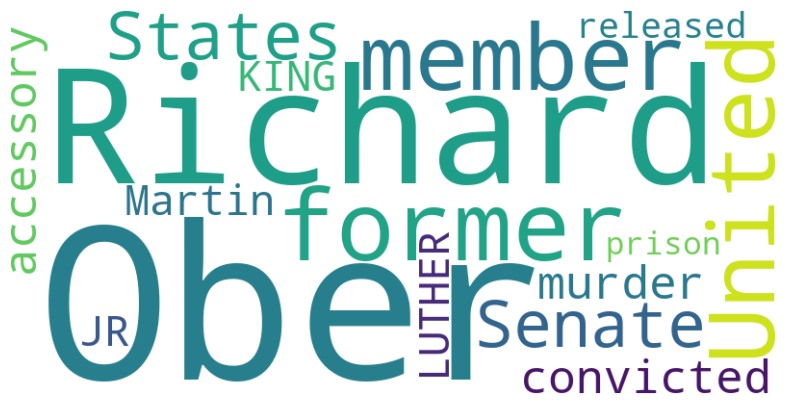 States
member
released
KING
Richard
United
accessory
Martin
former
prison
Ober
LUTHER
murder
JR
Senate
convicted